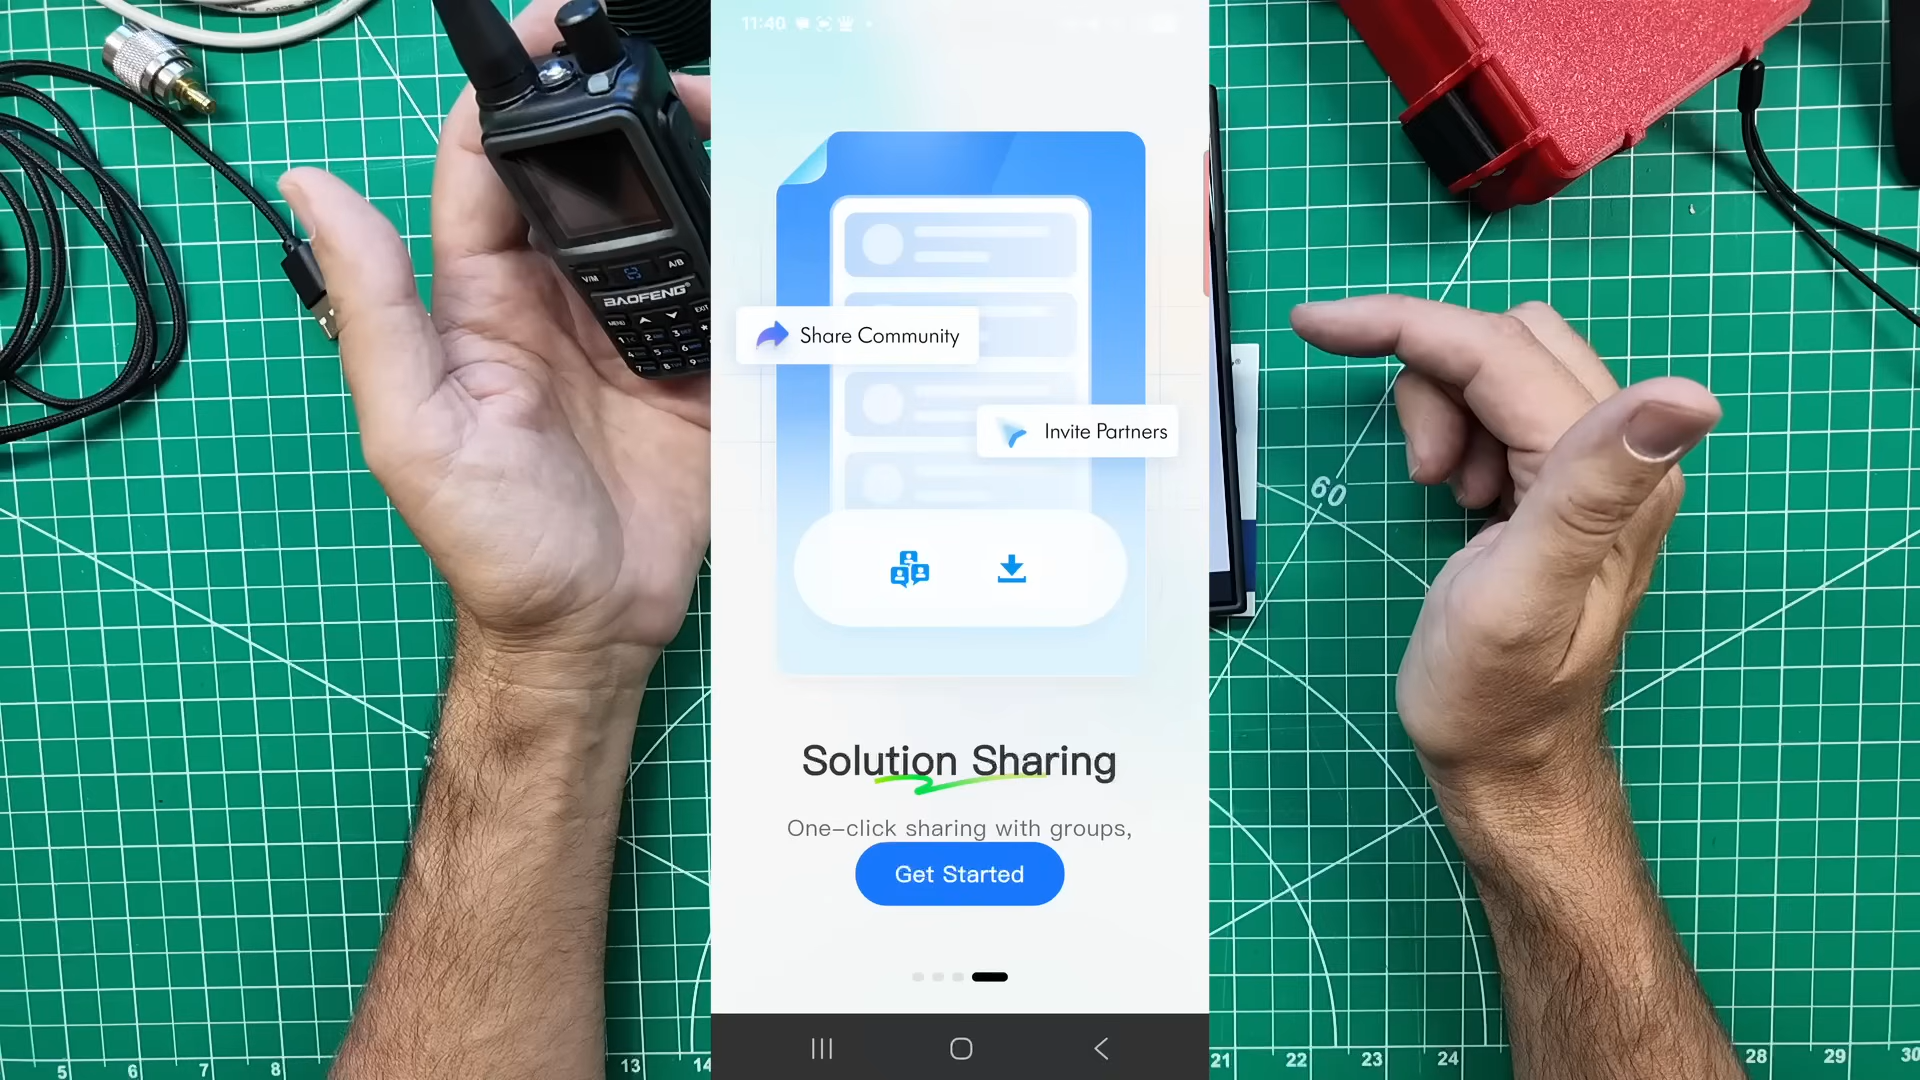 11:40
V/M
A/B
BAOFENG
MENU
EXIT
Share Community
Invite Partners
60
Solution Sharing
One-click sharing with groups,
Get Started
5
6
7
8
13
14
21
22
23
24
28
29
30